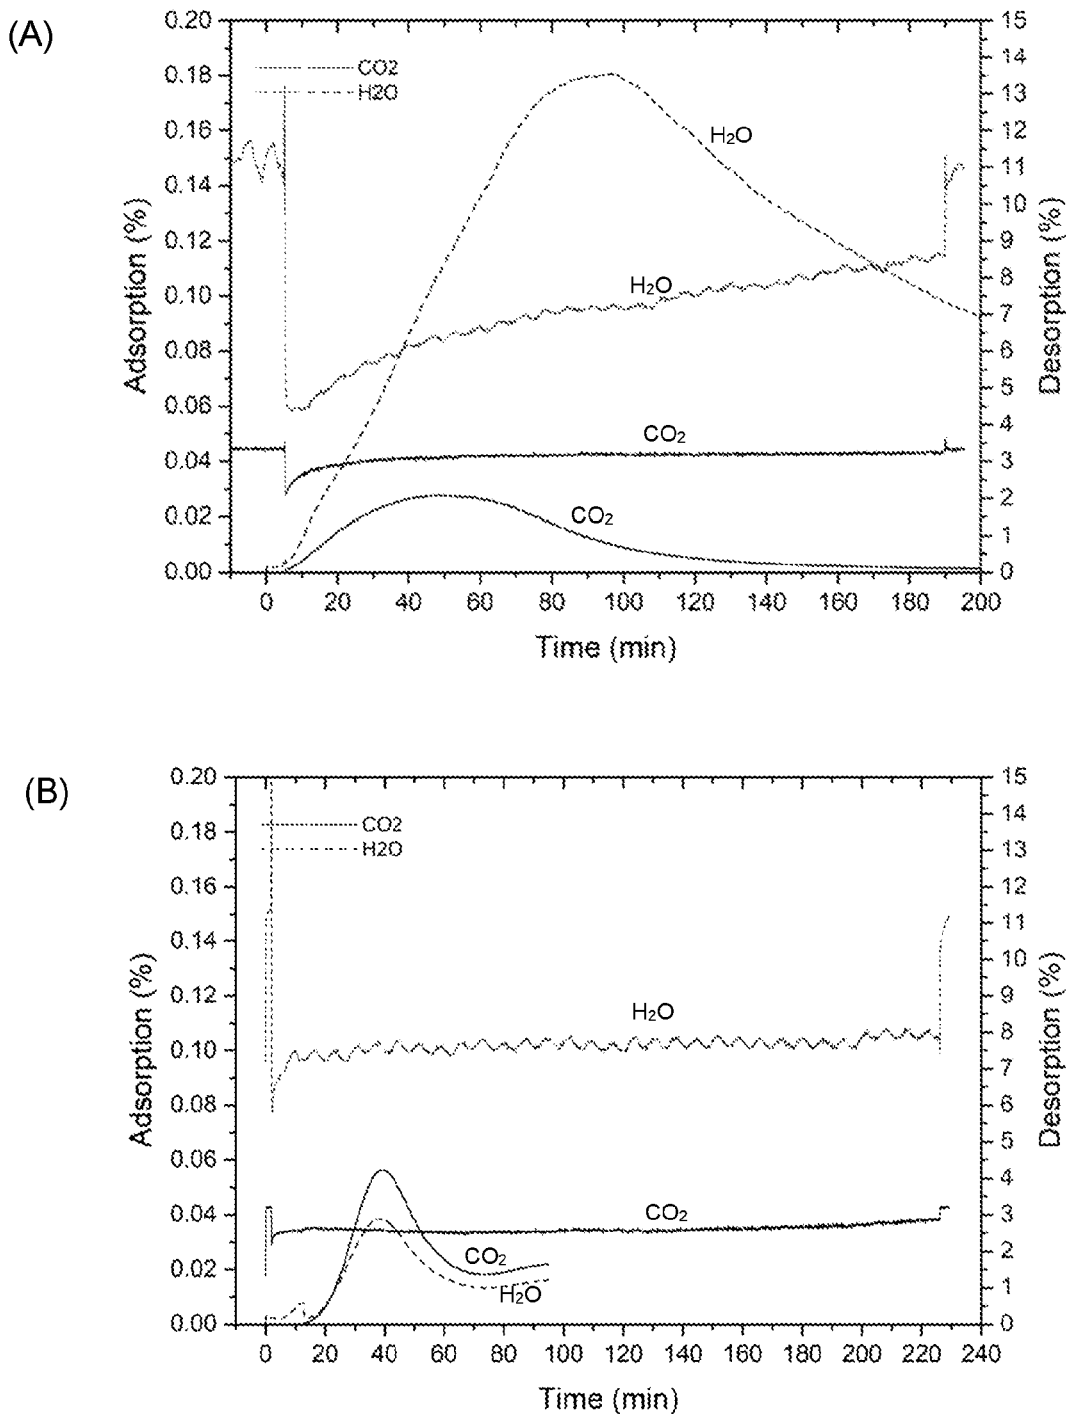 (A)
0.20
0.18
0.16
0.14
0.12
0.10
0.08
0.06
0.04
0.02
0.00
Adsorption (%)
CO2
H2O
H₂O
H₂O
CO₂
CO₂
15
14
13
12
11
10
9
8
7
6
5
4
3
2
1
0
Desorption (%)
0 20 40 60 80 100 120 140 160 180 200
Time (min)
(B)
0.20
0.18
0.16
0.14
0.12
0.10
0.08
0.06
0.04
0.02
0.00
Adsorption (%)
CO2
H2O
H₂O
CO₂
CO₂
H₂O
15
14
13
12
11
10
9
8
7
6
5
4
3
2
1
0
Desorption (%)
0 20 40 60 80 100 120 140 160 180 200 220 240
Time (min)